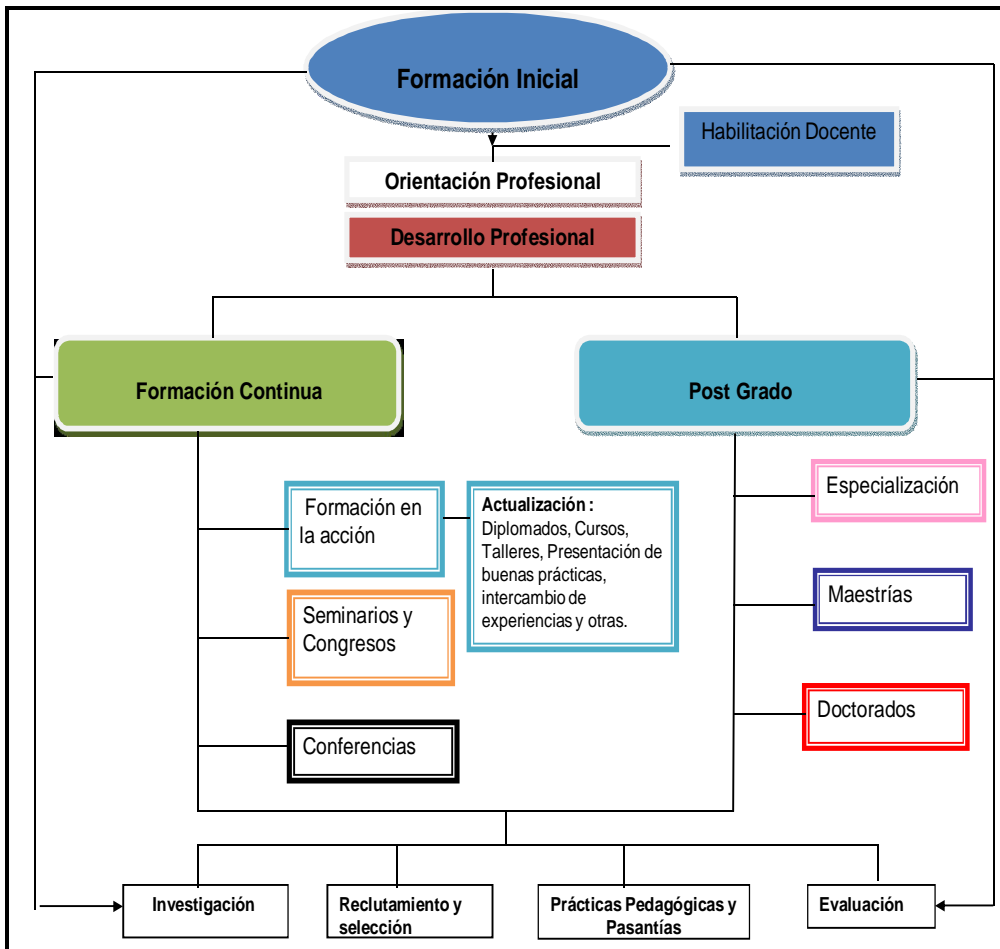 Formación Inicial
Habilitación Docente
Orientación Profesional
Desarrollo Profesional
Formación Continua
Post Grado
Formación en
la acción
Actualización :
Diplomados, Cursos,
Talleres, Presentación de
buenas prácticas,
intercambio de
experiencias y otras.
Especialización
Seminarios y
Congresos
Maestrías
Conferencias
Doctorados
Investigación
Reclutamiento y
selección
Prácticas Pedagógicas y
Pasantías
Evaluación